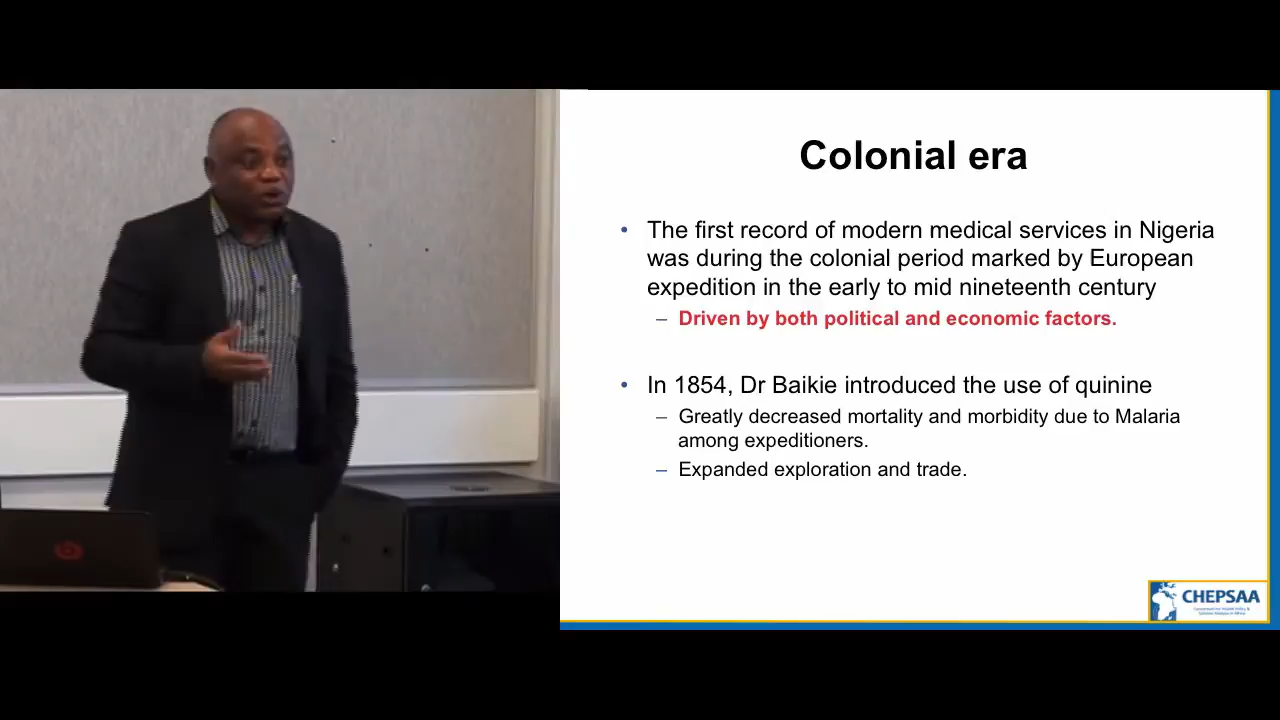 Colonial era
• The first record of modern medical services in Nigeria
was during the colonial period marked by European
expedition in the early to mid nineteenth century
– Driven by both political and economic factors.
• In 1854, Dr Baikie introduced the use of quinine
– Greatly decreased mortality and morbidity due to Malaria
among expeditioners.
– Expanded exploration and trade.
CHEPSAA